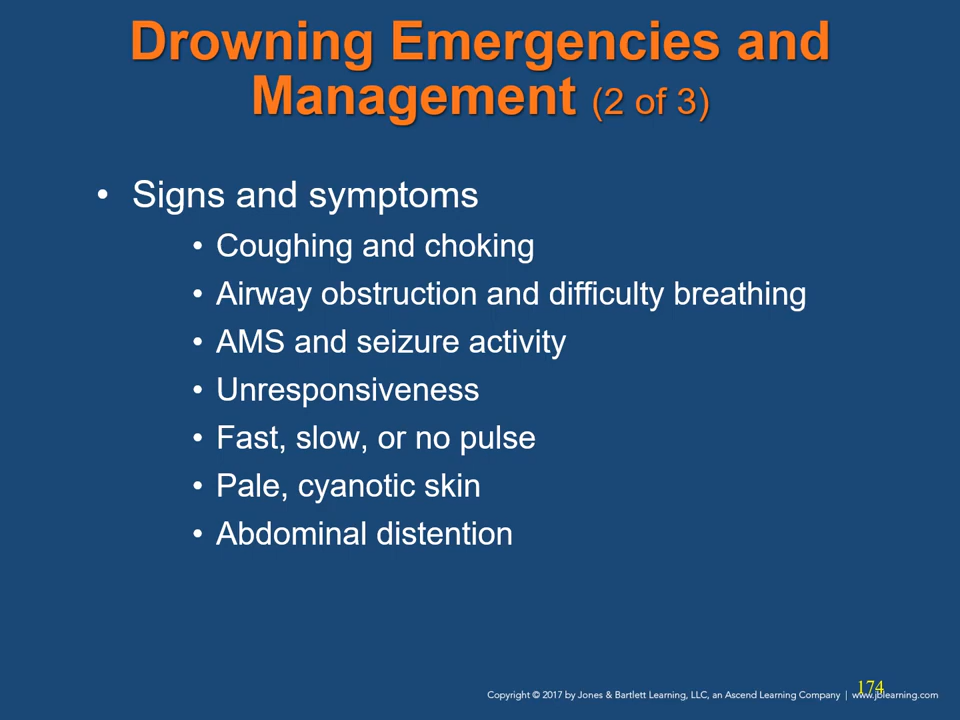 Drowning Emergencies and
Management (2 of 3)
• Signs and symptoms
• Coughing and choking
• Airway obstruction and difficulty breathing
• AMS and seizure activity
• Unresponsiveness
• Fast, slow, or no pulse
• Pale, cyanotic skin
• Abdominal distention
174
Copyright © 2017 by Jones & Bartlett Learning, LLC, an Ascend Learning Company | www.jblearning.com